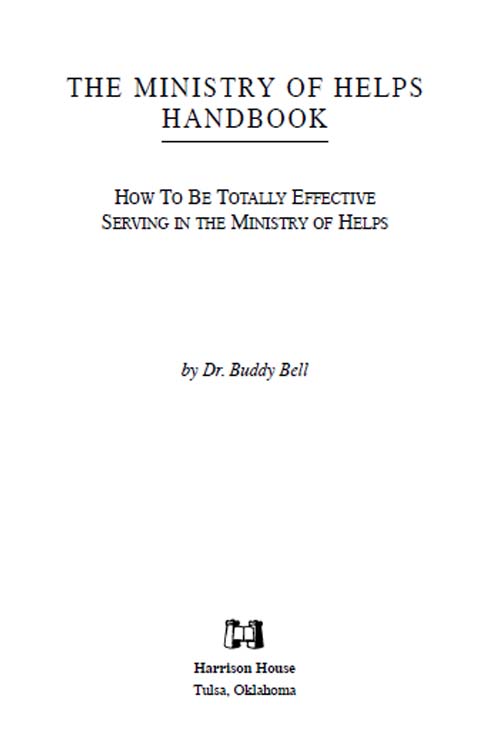 THE MINISTRY OF HELPS
HANDBOOK
HOW TO BE TOTALLY EFFECTIVE
SERVING IN THE MINISTRY OF HELPS
by Dr. Buddy Bell
Harrison House
Tulsa, Oklahoma